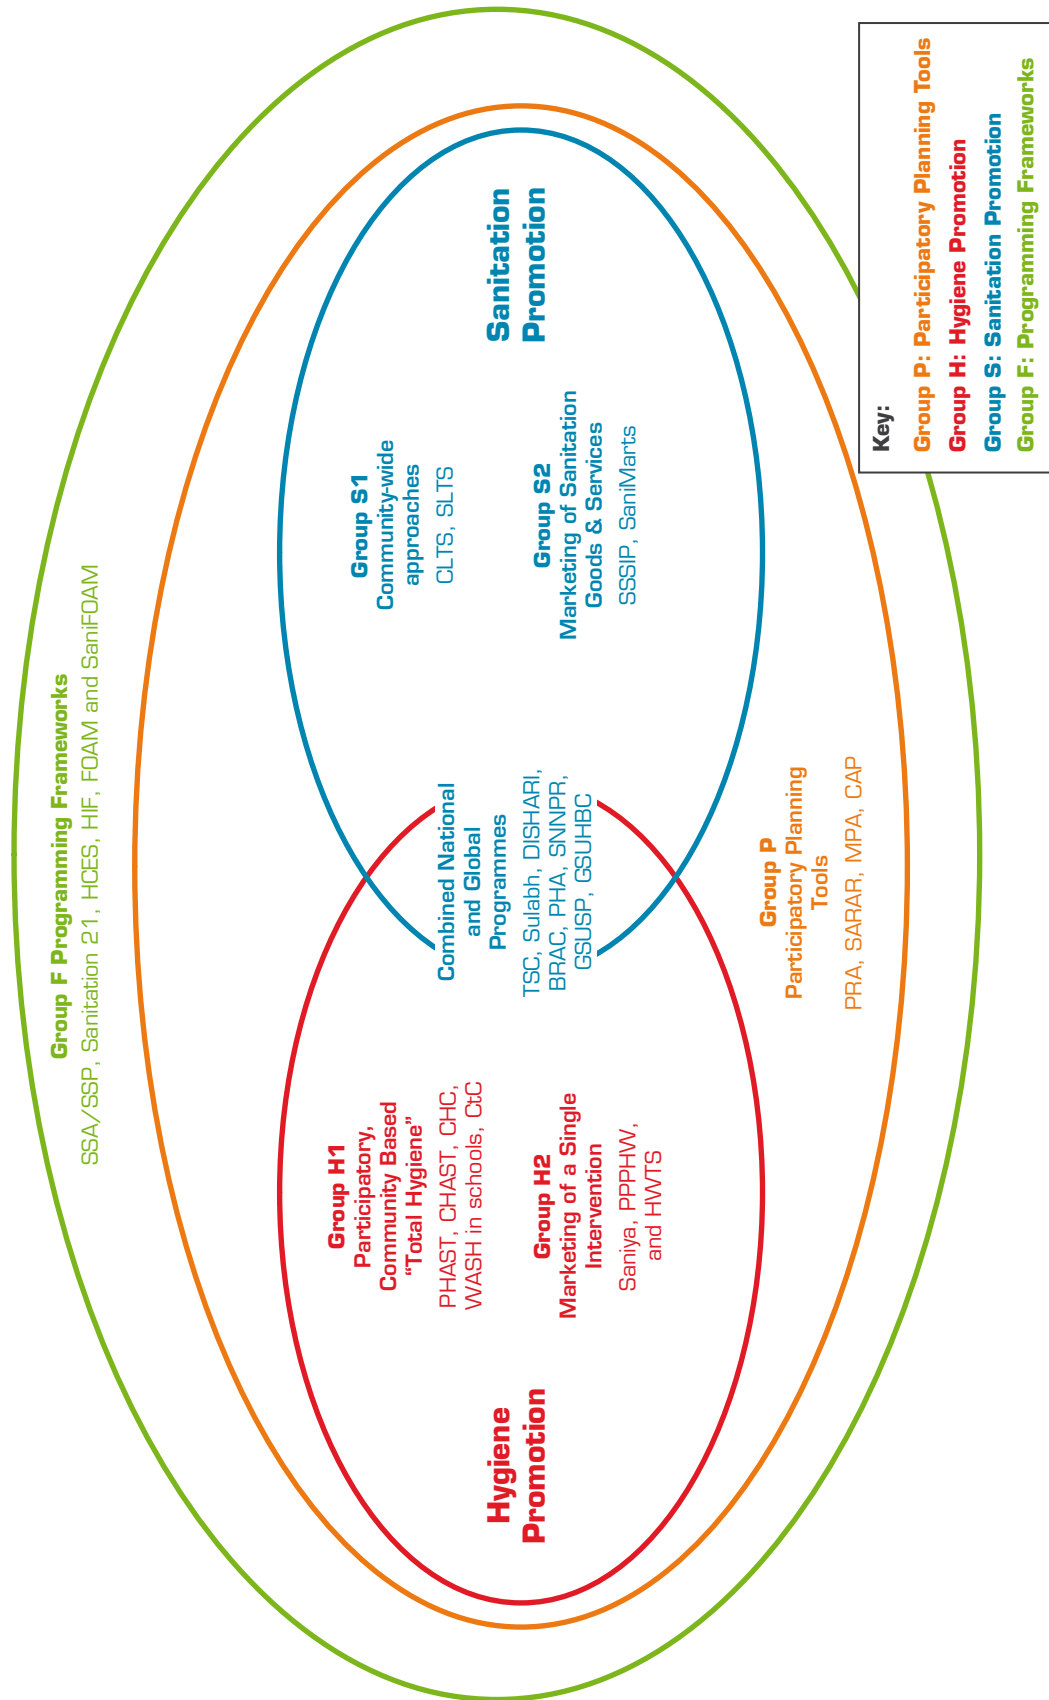 Group F Programming Frameworks
SSA/SSP, Sanitation 21, HCES, HIF, FOAM and SaniFOAM
Hygiene
Promotion
Group H1
Participatory,
Community Based
“Total Hygiene”
PHAST, CHAST, CHC,
WASH in schools, CtC
Group H2
Marketing of a Single
Intervention
Saniya, PPPHW,
and HWTS
Combined National
and Global
Programmes
TSC, Sulabh, DISHARI,
BRAC, PHA, SNNPR,
GSUSP, GSUHBC
Group S1
Community-wide
approaches
CLTS, SLTS
Group S2
Marketing of Sanitation
Goods & Services
SSSIP, SaniMarts
Sanitation
Promotion
Group P
Participatory Planning
Tools
PRA, SARAR, MPA, CAP
Key:
Group P: Participatory Planning Tools
Group H: Hygiene Promotion
Group S: Sanitation Promotion
Group F: Programming Frameworks